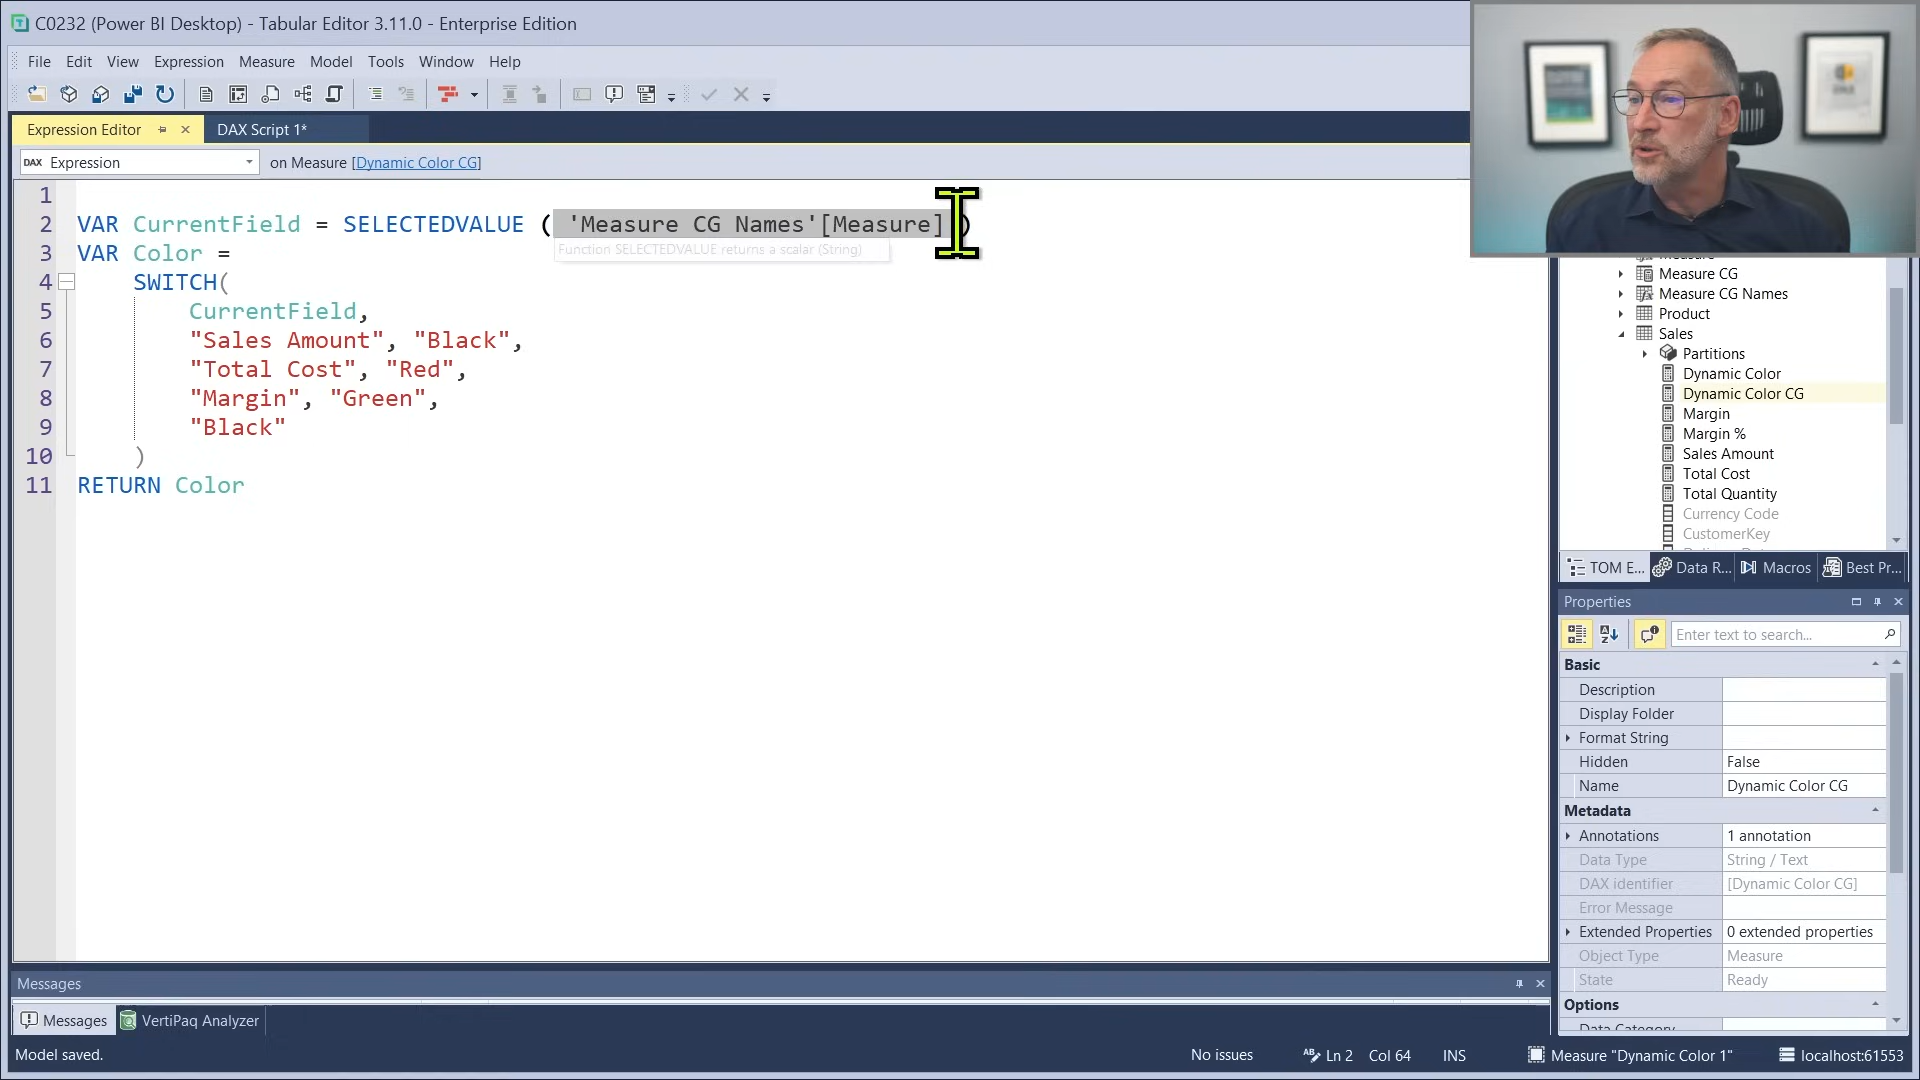 C0232 (Power BI Desktop) - Tabular Editor 3.11.0 - Enterprise Edition
File Edit View Expression Measure Model Tools Window Help
Expression Editor DAX Script 1*
DAX Expression on Measure [Dynamic Color CG]
1
2 VAR CurrentField = SELECTEDVALUE ( 'Measure CG Names'[Measure] )
Function SELECTEDVALUE returns a scalar (String)
3 VAR Color =
4 SWITCH(
5 CurrentField,
6 "Sales Amount", "Black",
7 "Total Cost", "Red",
8 "Margin", "Green",
9 "Black"
10 )
11 RETURN Color
Measure CG
Measure CG Names
Product
Sales
Partitions
Dynamic Color
Dynamic Color CG
Margin
Margin %
Sales Amount
Total Cost
Total Quantity
Currency Code
CustomerKey
TOM E... Data R... Macros Best Pr...
Properties
Enter text to search...
Basic
Description
Display Folder
Format String
Hidden False
Name Dynamic Color CG
Metadata
Annotations 1 annotation
Data Type String / Text
DAX identifier [Dynamic Color CG]
Error Message
Extended Properties 0 extended properties
Object Type Measure
State Ready
Options
Data Category
Messages
Messages VertiPaq Analyzer
Model saved. No issues Ln 2 Col 64 INS Measure "Dynamic Color 1" localhost:61553